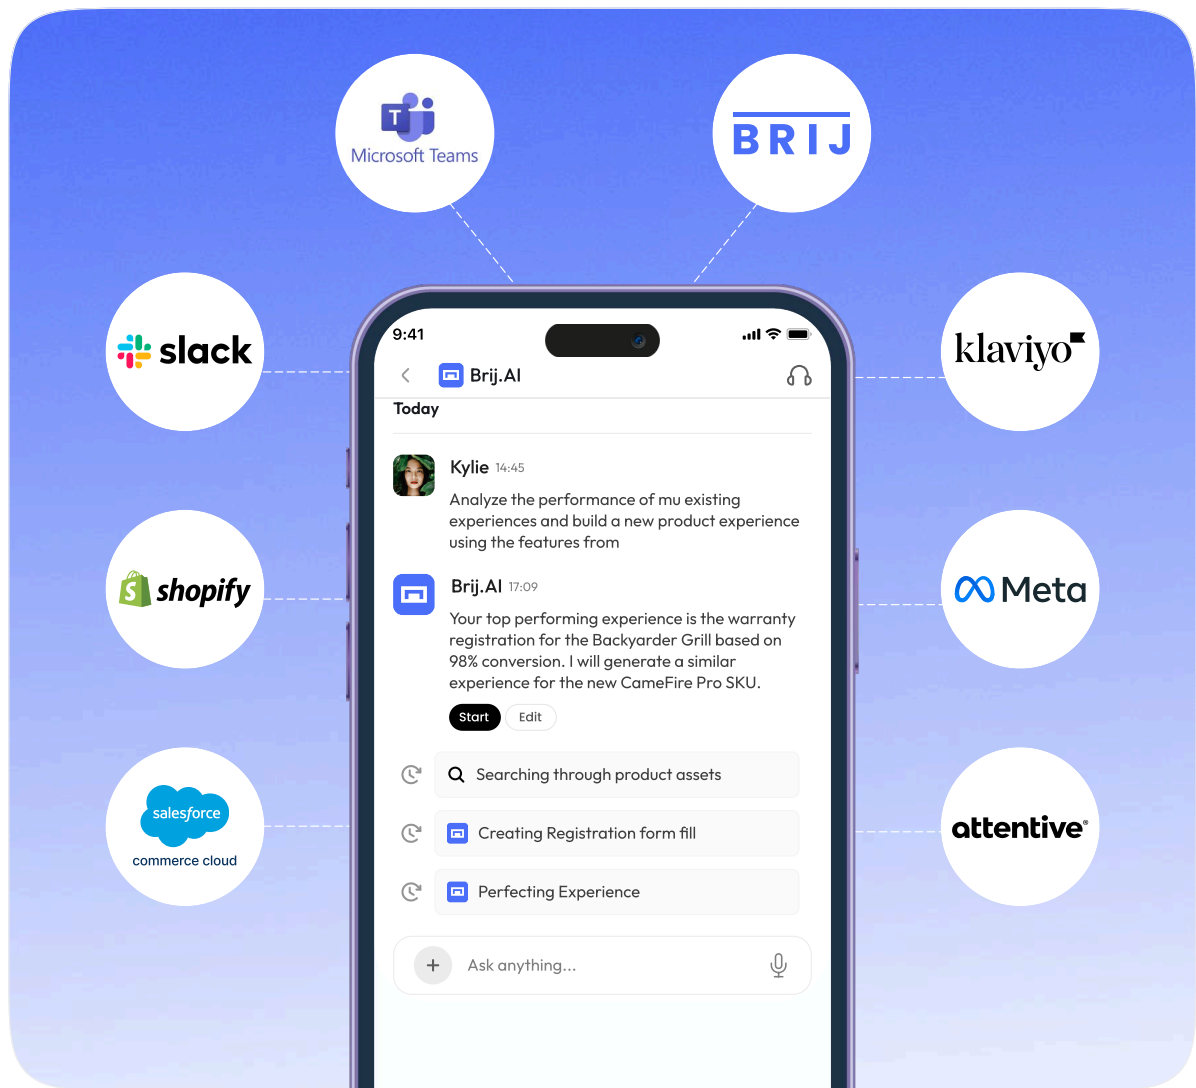 T
Microsoft Teams
BRIJ
slack
klaviyo
shopify
Meta
salesforce
commerce cloud
attentive®
9:41
Brij.AI
Today
Kylie 14:45
Analyze the performance of mu existing
experiences and build a new product experience
using the features from
Brij.AI 17:09
Your top performing experience is the warranty
registration for the Backyarder Grill based on
98% conversion. I will generate a similar
experience for the new CameFire Pro SKU.
Start Edit
Searching through product assets
Creating Registration form fill
Perfecting Experience
+ Ask anything...